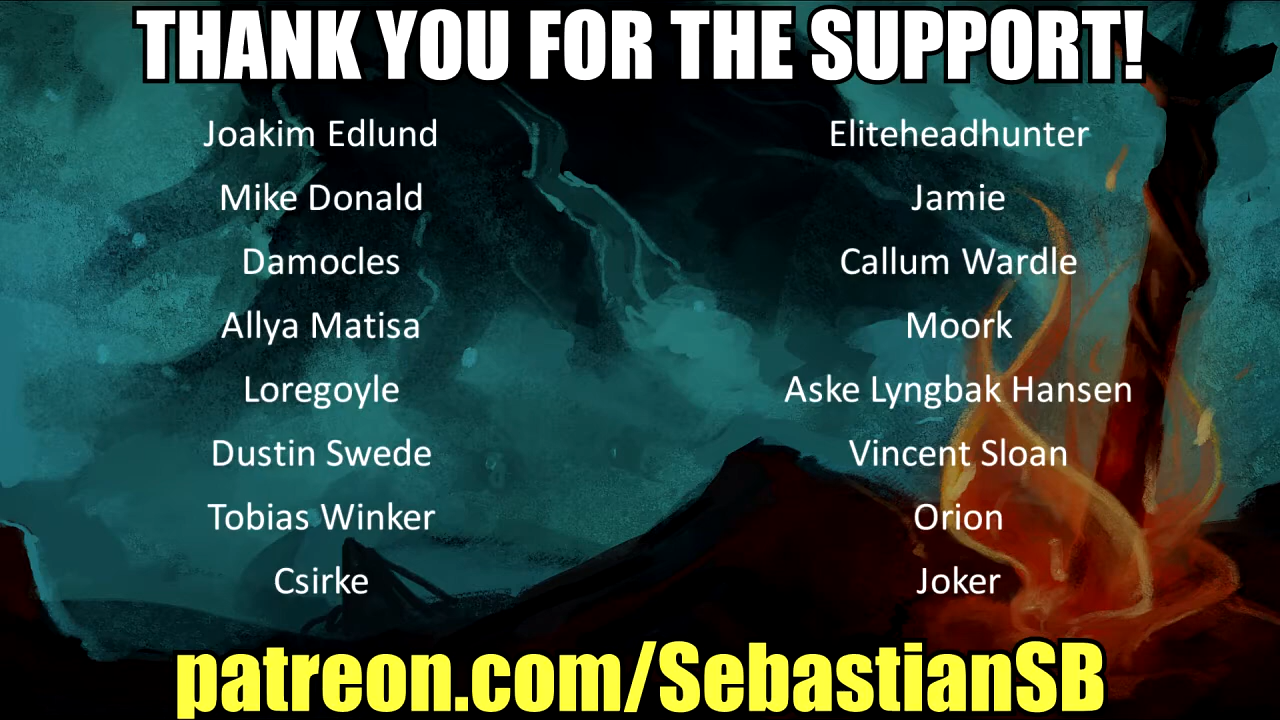 THANK YOU FOR THE SUPPORT!
Joakim Edlund
Mike Donald
Damocles
Allya Matisa
Loregoyle
Dustin Swede
Tobias Winker
Csirke
Eliteheadhunter
Jamie
Callum Wardle
Moork
Aske Lyngbak Hansen
Vincent Sloan
Orion
Joker
patreon.com/SebastianSB